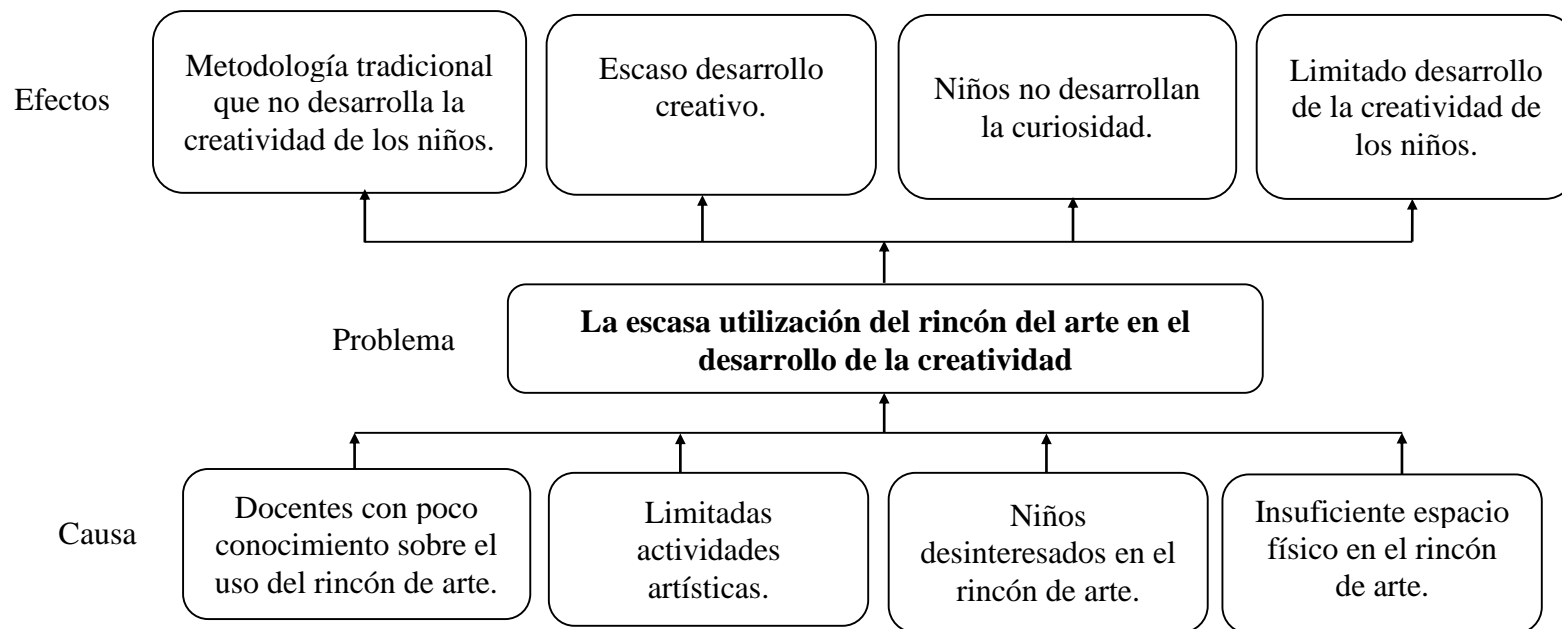 Efectos
Metodología tradicional
que no desarrolla la
creatividad de los niños.
Escaso desarrollo
creativo.
Niños no desarrollan
la curiosidad.
Limitado desarrollo
de la creatividad de
los niños.
Problema
La escasa utilización del rincón del arte en el
desarrollo de la creatividad
Causa
Docentes con poco
conocimiento sobre el
uso del rincón de arte.
Limitadas
actividades
artísticas.
Niños
desinteresados en el
rincón de arte.
Insuficiente espacio
físico en el rincón
de arte.